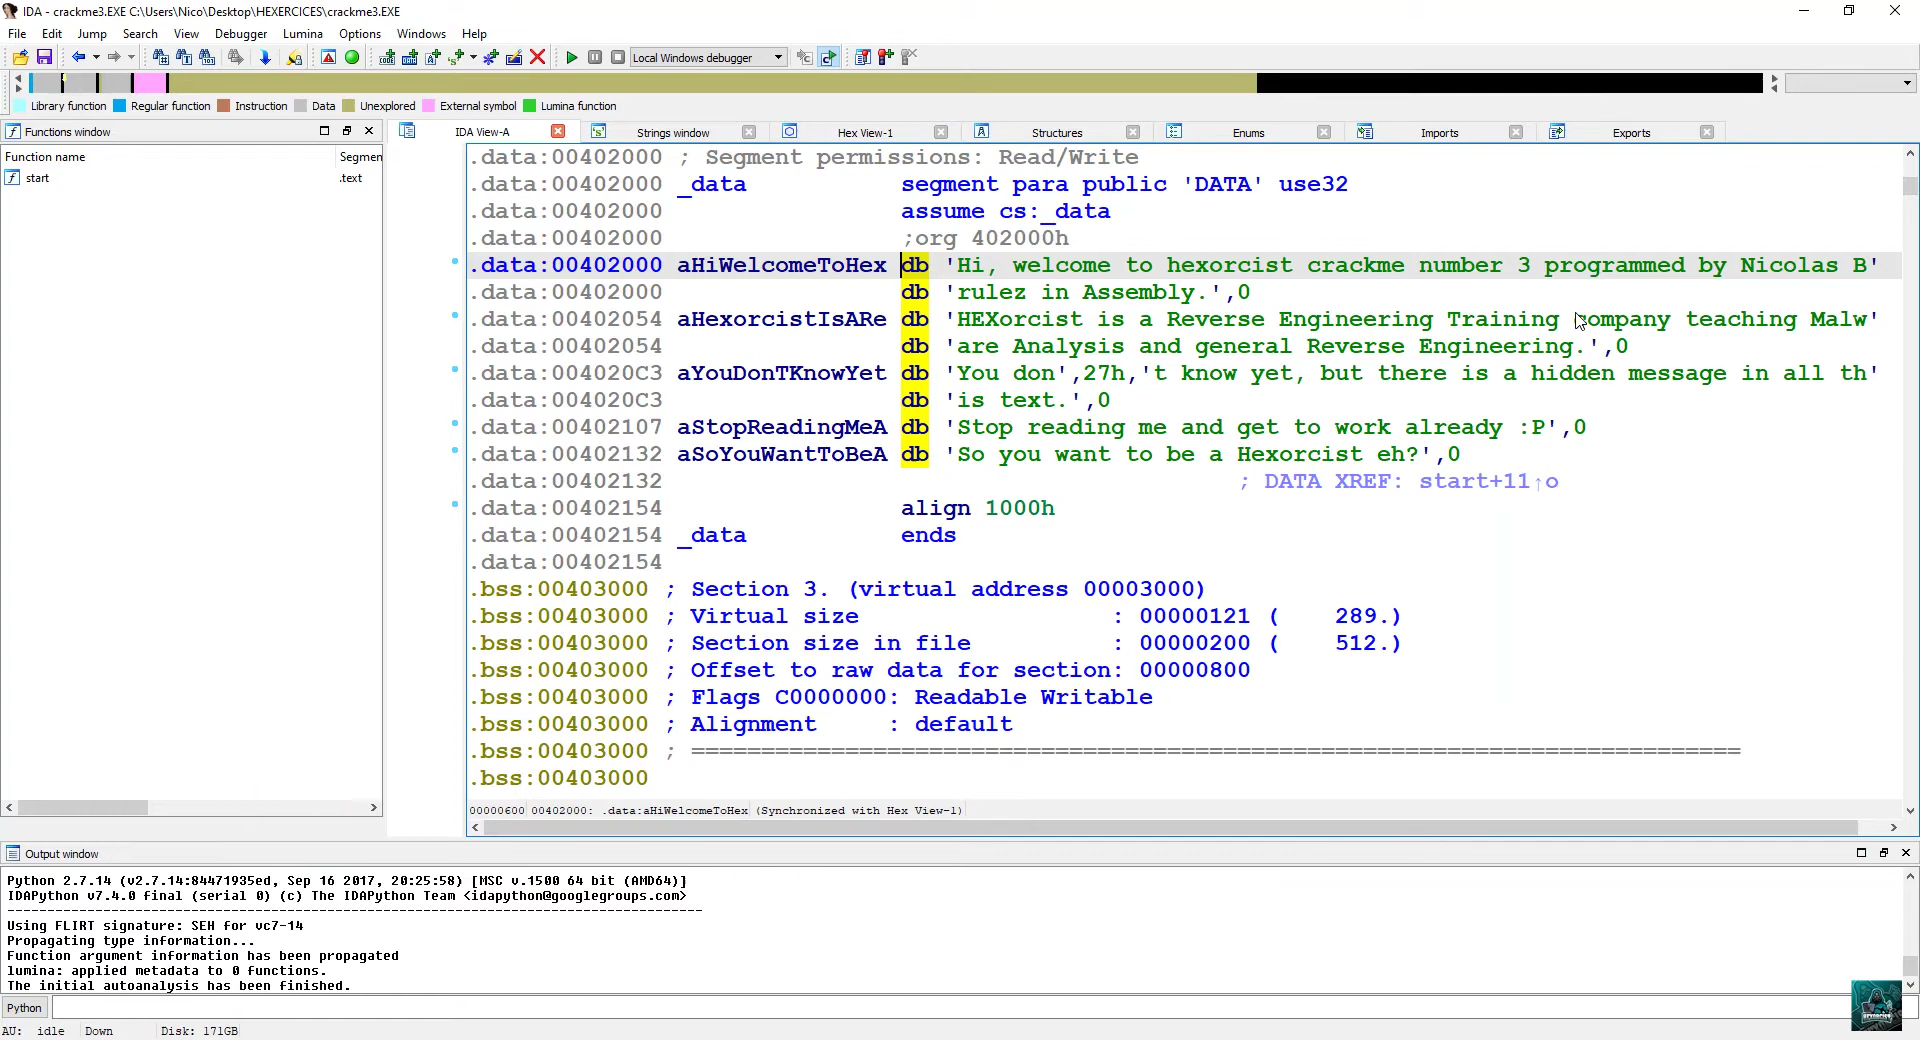 IDA - crackme3.EXE C:\Users\Nico\Desktop\HEXERCICES\crackme3.EXE
File Edit Jump Search View Debugger Lumina Options Windows Help
Local Windows debugger
Library function Regular function Instruction Data Unexplored External symbol Lumina function
Functions window
IDA View-A Strings window Hex View-1 Structures Enums Imports Exports
Function name Segmen
start .text
.data:00402000 ; Segment permissions: Read/Write
.data:00402000 _data segment para public 'DATA' use32
.data:00402000 assume cs:_data
.data:00402000 ;org 402000h
.data:00402000 aHiWelcomeToHex db 'Hi, welcome to hexorcist crackme number 3 programmed by Nicolas B'
.data:00402000 db 'rulez in Assembly.',0
.data:00402054 aHexorcistIsARe db 'HEXorcist is a Reverse Engineering Training company teaching Malw'
.data:00402054 db 'are Analysis and general Reverse Engineering.',0
.data:004020C3 aYouDonTKnowYet db 'You don',27h,'t know yet, but there is a hidden message in all th'
.data:004020C3 db 'is text.',0
.data:00402107 aStopReadingMeA db 'Stop reading me and get to work already :P',0
.data:00402132 aSoYouWantToBeA db 'So you want to be a Hexorcist eh?',0
.data:00402132 ; DATA XREF: start+11↑o
.data:00402154 align 1000h
.data:00402154 _data ends
.data:00402154
.bss:00403000 ; Section 3. (virtual address 00003000)
.bss:00403000 ; Virtual size : 00000121 ( 289.)
.bss:00403000 ; Section size in file : 00000200 ( 512.)
.bss:00403000 ; Offset to raw data for section: 00000800
.bss:00403000 ; Flags C0000000: Readable Writable
.bss:00403000 ; Alignment : default
.bss:00403000 ; ===========================================================================
.bss:00403000
00000600 00402000: .data:aHiWelcomeToHex (Synchronized with Hex View-1)
Output window
Python 2.7.14 (v2.7.14:84471935ed, Sep 16 2017, 20:25:58) [MSC v.1500 64 bit (AMD64)]
IDAPython v7.4.0 final (serial 0) (c) The IDAPython Team <idapython@googlegroups.com>
Using FLIRT signature: SEH for vc7-14
Propagating type information...
Function argument information has been propagated
lumina: applied metadata to 0 functions.
The initial autoanalysis has been finished.
Python
AU: idle Down Disk: 171GB
HEXORCIST